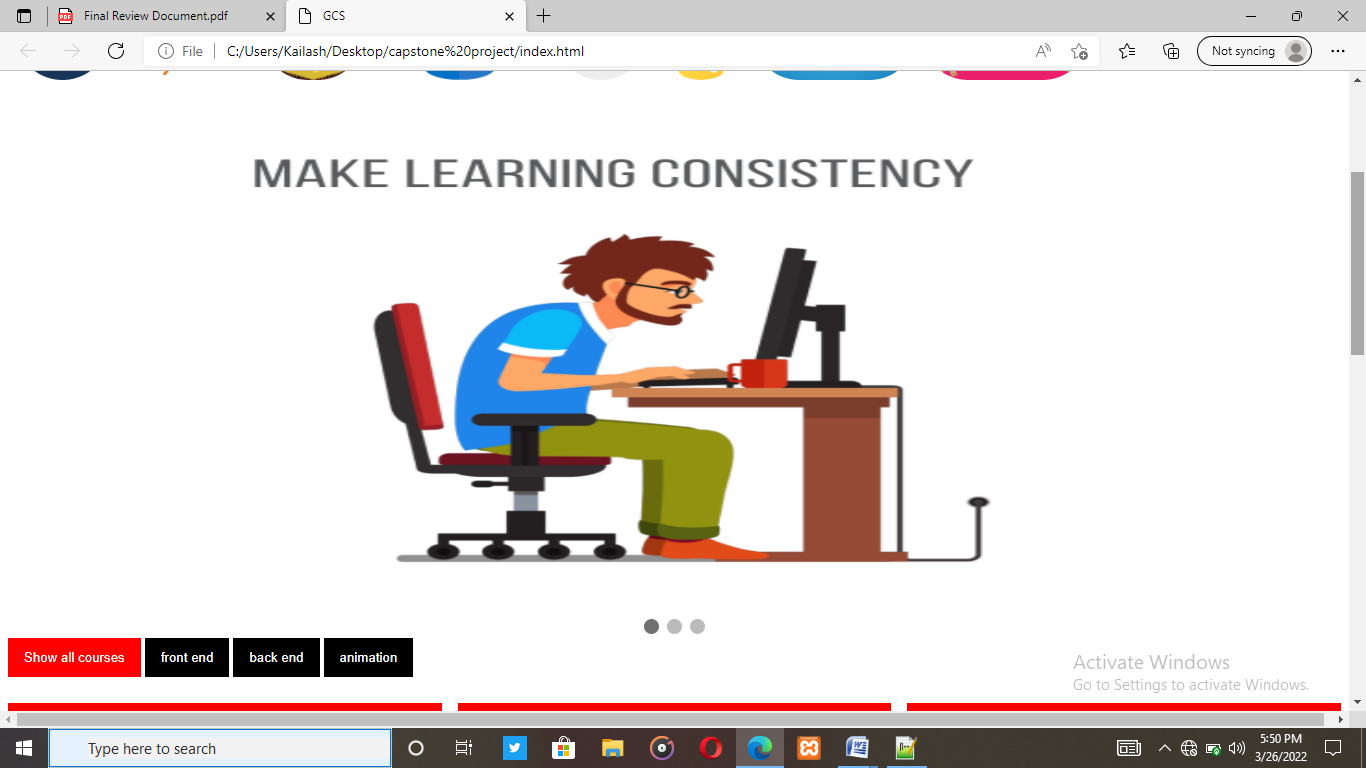 Final Review Document.pdf
GCS
File
C:/Users/Kailash/Desktop/capstone%20project/index.html
Not syncing
MAKE LEARNING CONSISTENCY
Show all courses front end back end animation
Activate Windows
Go to Settings to activate Windows.
Type here to search
5:50 PM
3/26/2022